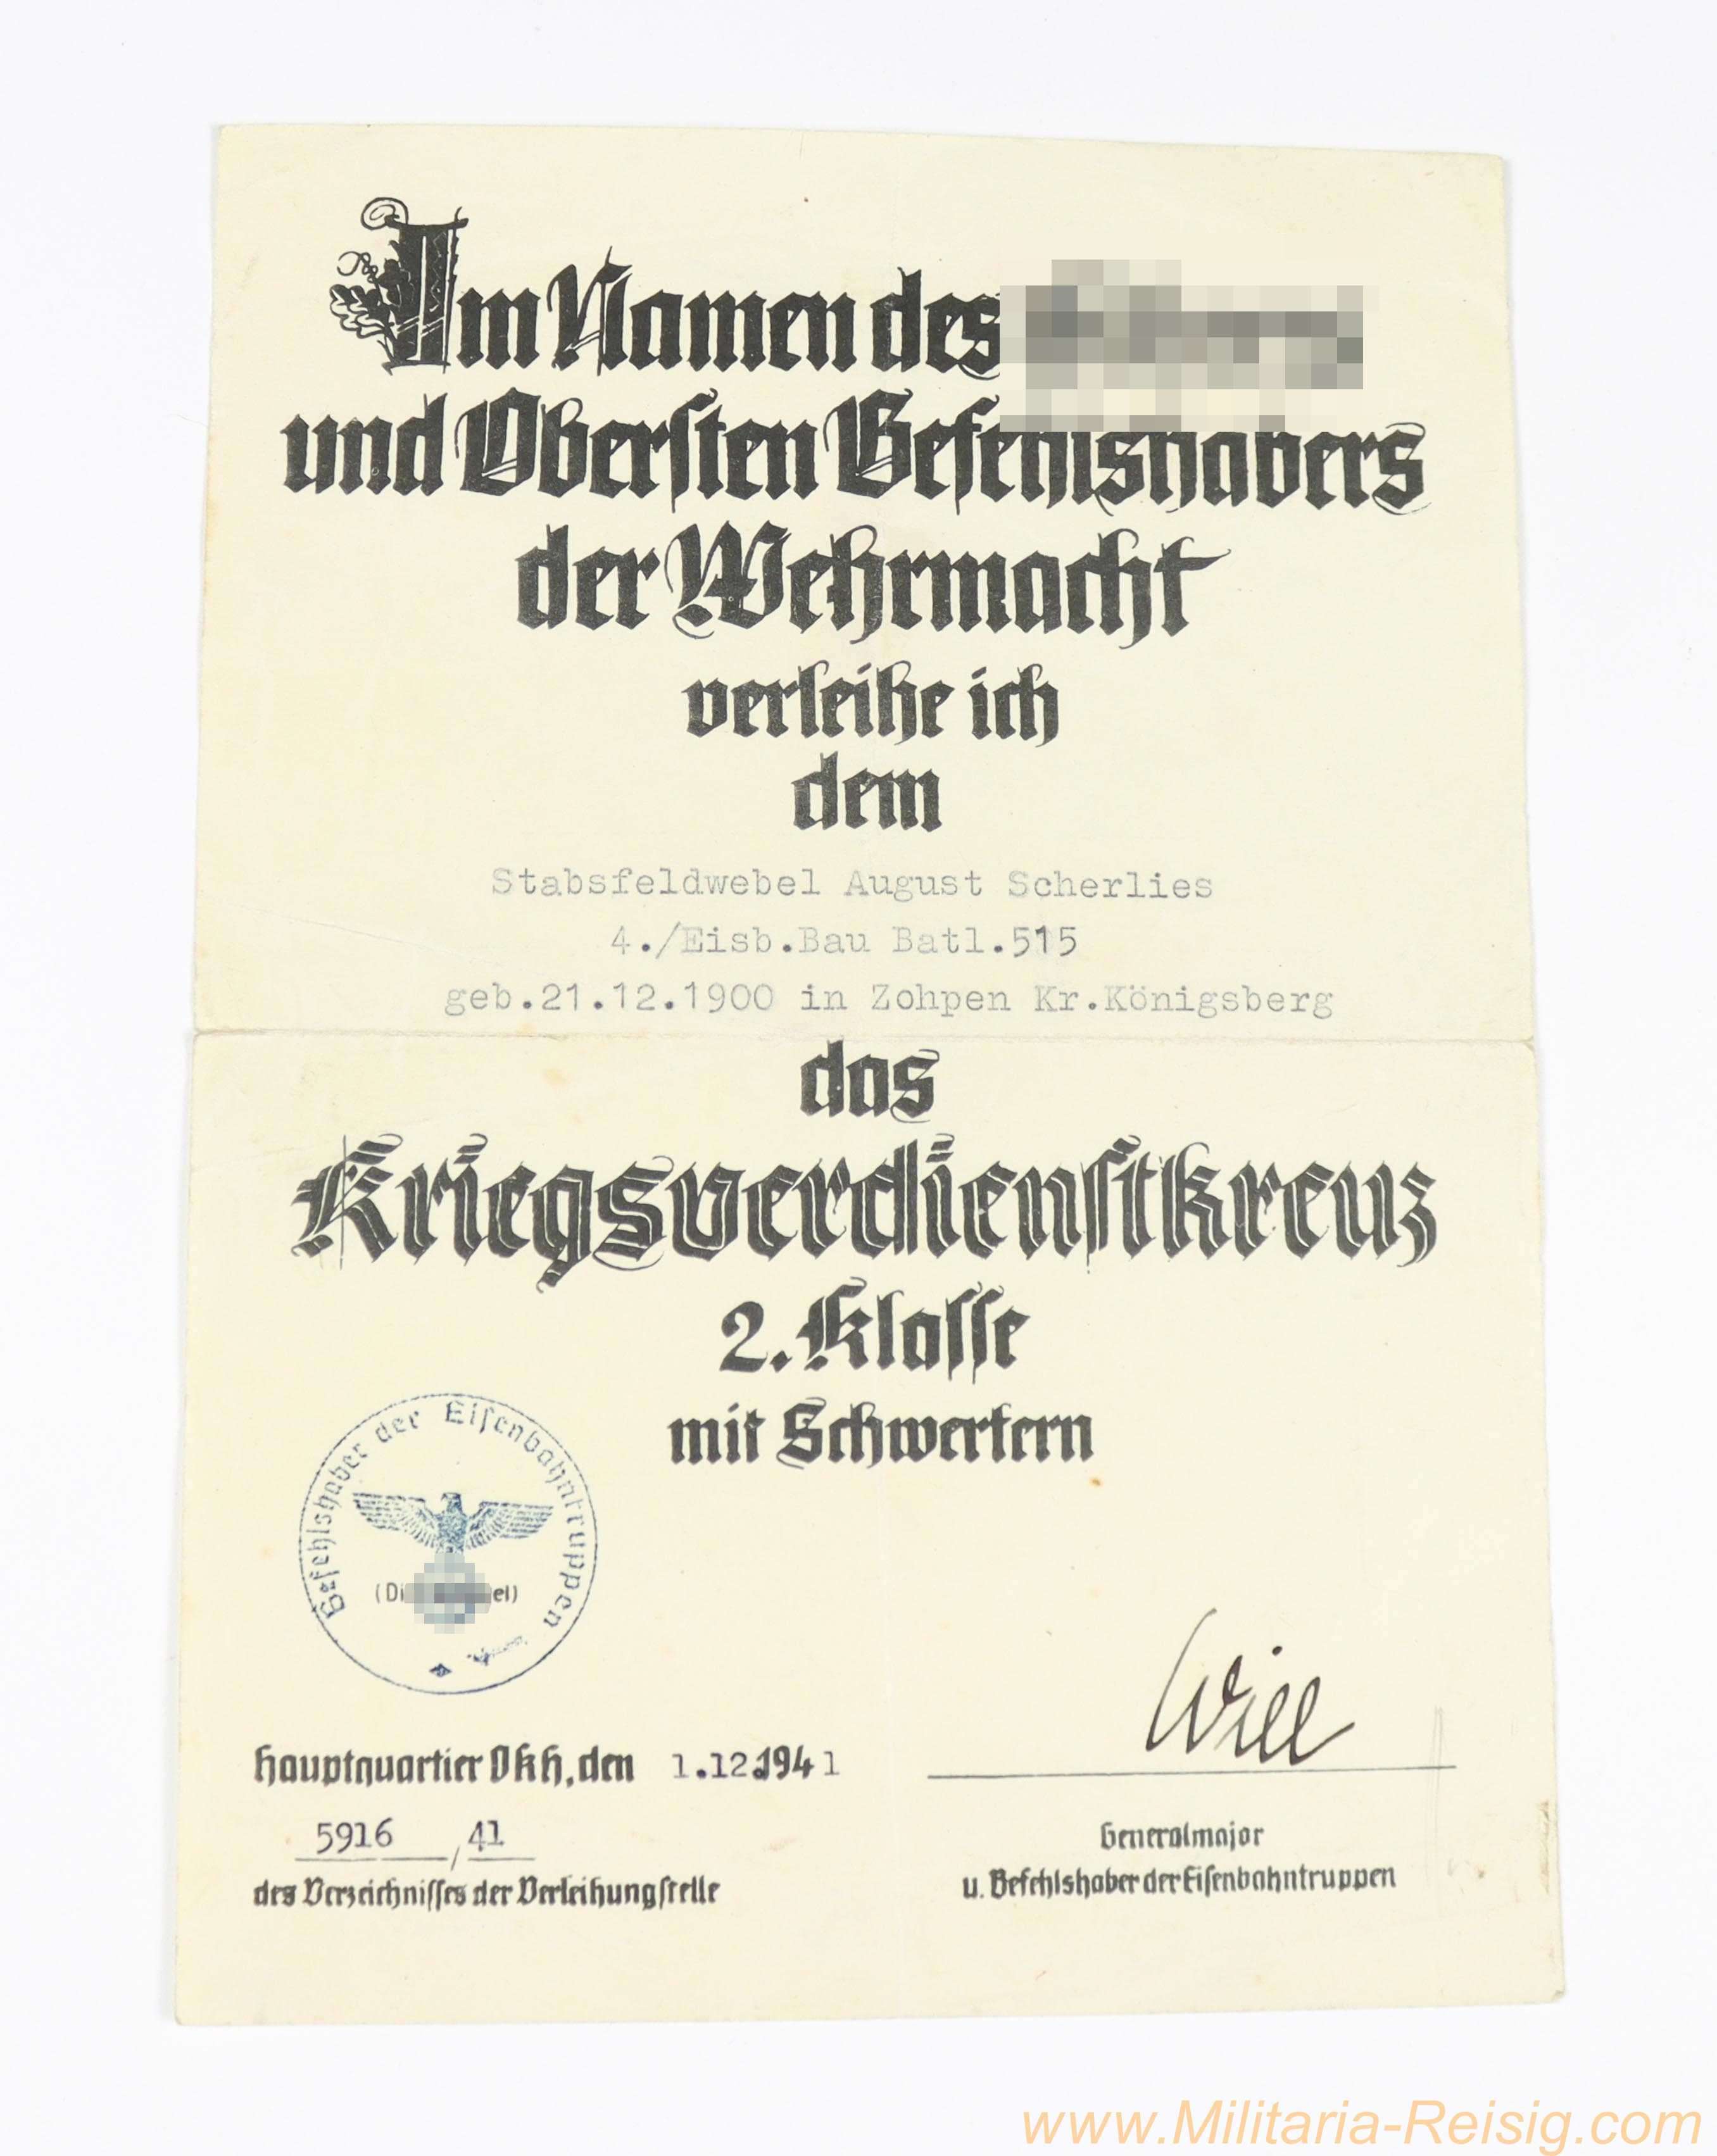 Im Namen des
und Obersten Befehlshabers
der Wehrmacht
verleihe ich
dem
Stabsfeldwebel August Scherlies
4./Eisb.Bau Batl.515
geb.21.12.1900 in Zohpen Kr.Königsberg
das
Kriegsverdienstkreuz
2. Klasse
mit Schwertern
Befehlshaber der Eisenbahntruppen
Hauptquartier OKH, den 1.12.1941
5916/41
des Verzeichnisses der Verleihungsstelle
Will
Generalmajor
u. Befehlshaber der Eisenbahntruppen
www.Militaria-Reisig.com